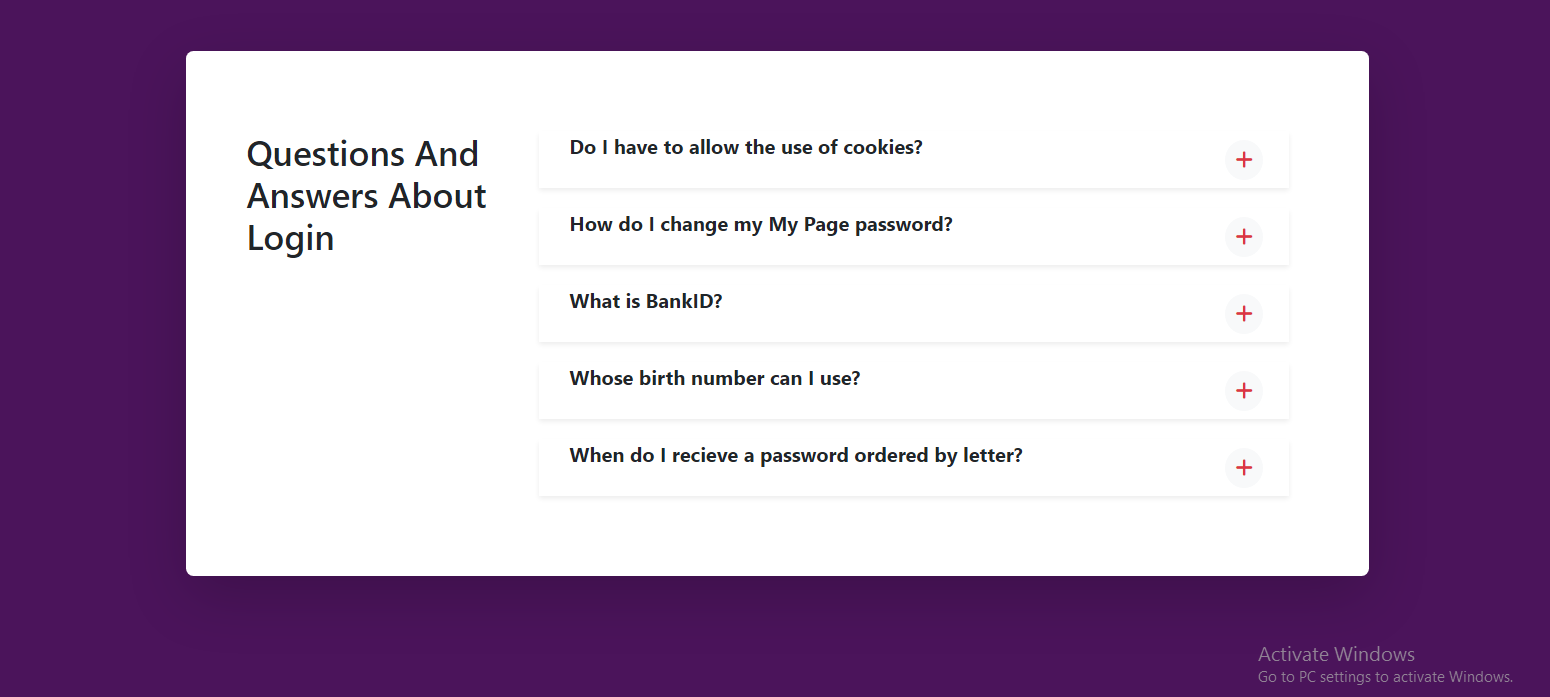 Questions And
Answers About
Login
Do I have to allow the use of cookies?
How do I change my My Page password?
What is BankID?
Whose birth number can I use?
When do I recieve a password ordered by letter?
Activate Windows
Go to PC settings to activate Windows.